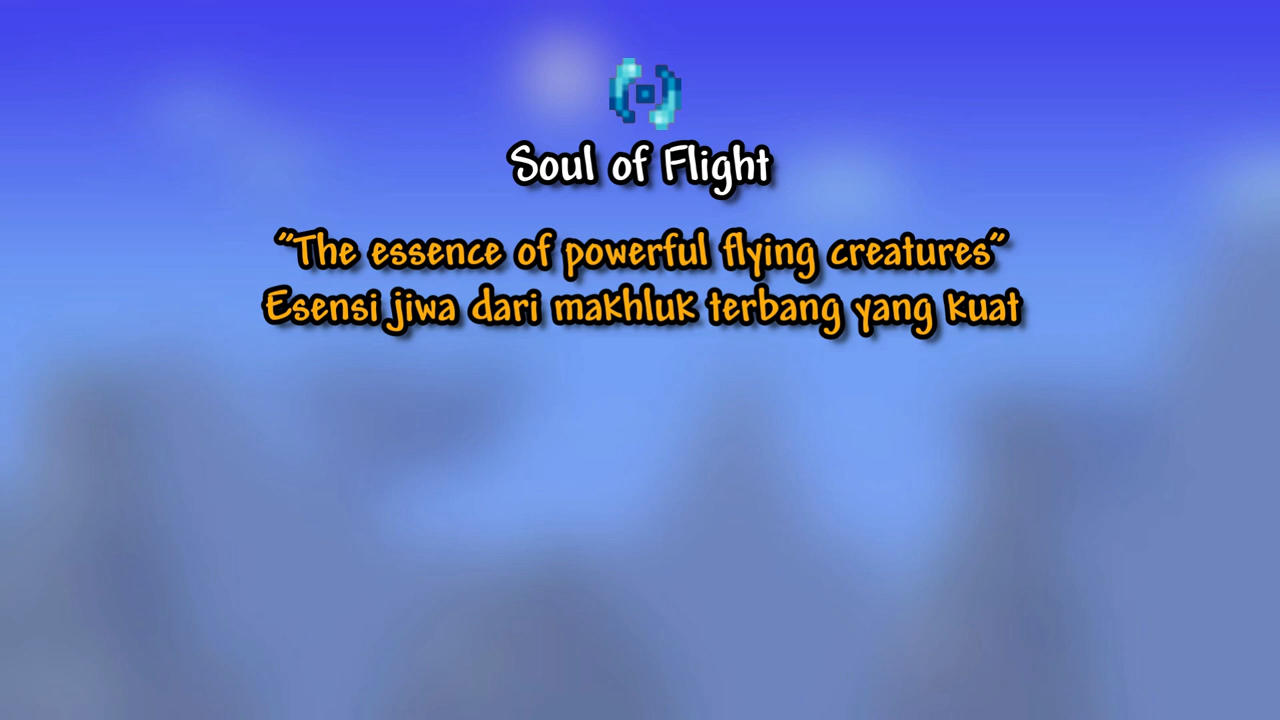 Soul of Flight
"The essence of powerful flying creatures"
Esensi jiwa dari makhluk terbang yang kuat